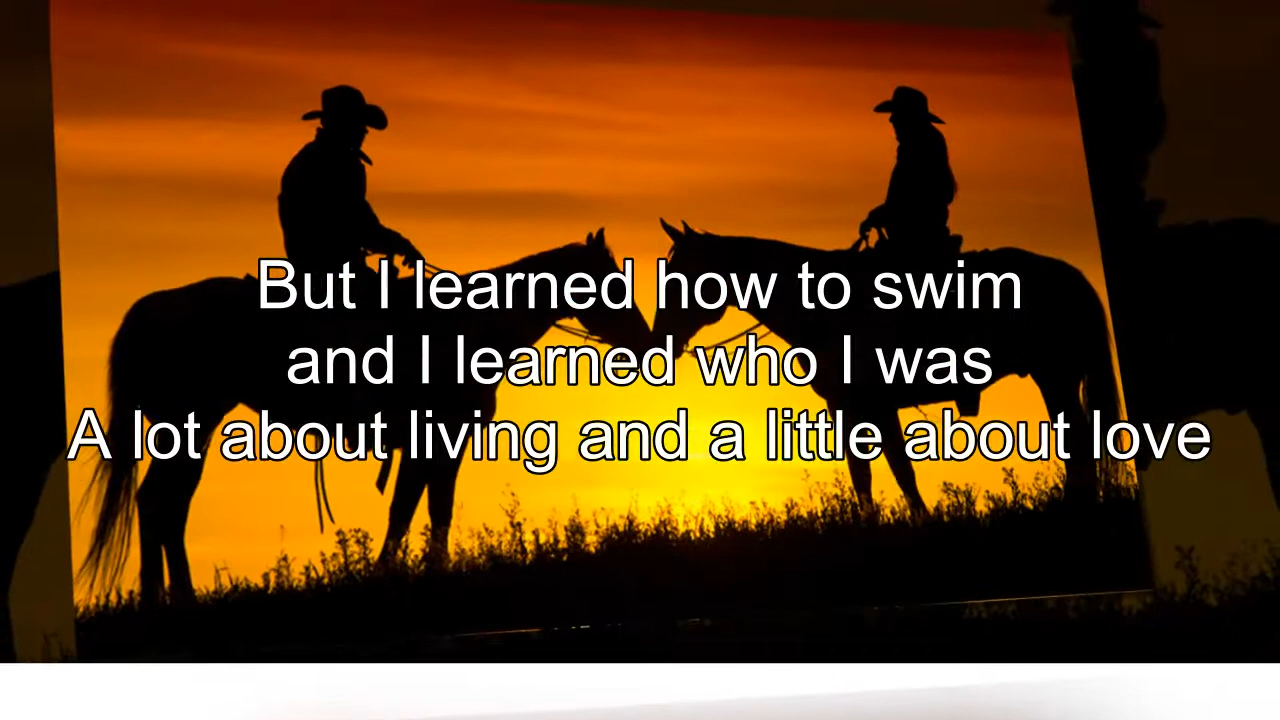 But I learned how to swim
and I learned who I was
A lot about living and a little about love